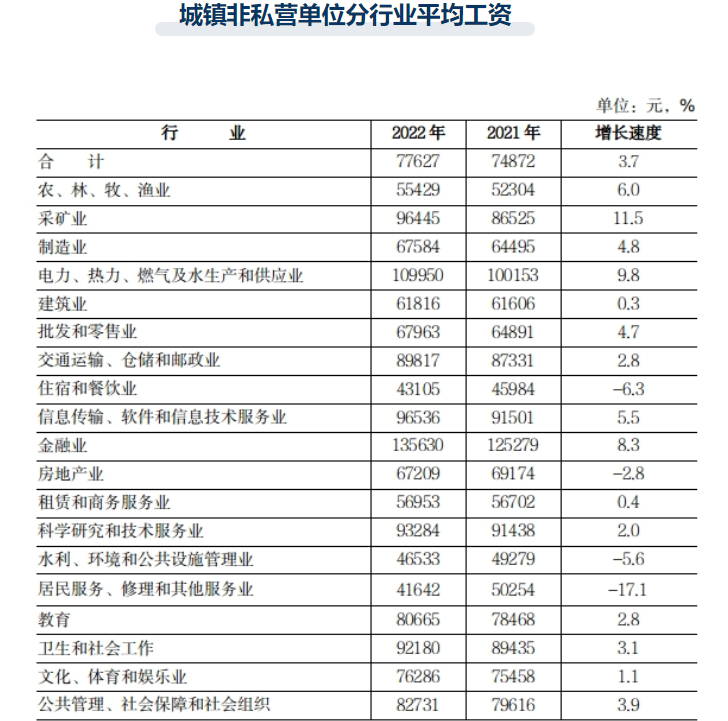 城镇非私营单位分行业平均工资
单位：元，%
行 业 2022年 2021年 增长速度
合 计 77627 74872 3.7
农、林、牧、渔业 55429 52304 6.0
采矿业 96445 86525 11.5
制造业 67584 64495 4.8
电力、热力、燃气及水生产和供应业 109950 100153 9.8
建筑业 61816 61606 0.3
批发和零售业 67963 64891 4.7
交通运输、仓储和邮政业 89817 87331 2.8
住宿和餐饮业 43105 45984 −6.3
信息传输、软件和信息技术服务业 96536 91501 5.5
金融业 135630 125279 8.3
房地产业 67209 69174 −2.8
租赁和商务服务业 56953 56702 0.4
科学研究和技术服务业 93284 91438 2.0
水利、环境和公共设施管理业 46533 49279 −5.6
居民服务、修理和其他服务业 41642 50254 −17.1
教育 80665 78468 2.8
卫生和社会工作 92180 89435 3.1
文化、体育和娱乐业 76286 75458 1.1
公共管理、社会保障和社会组织 82731 79616 3.9